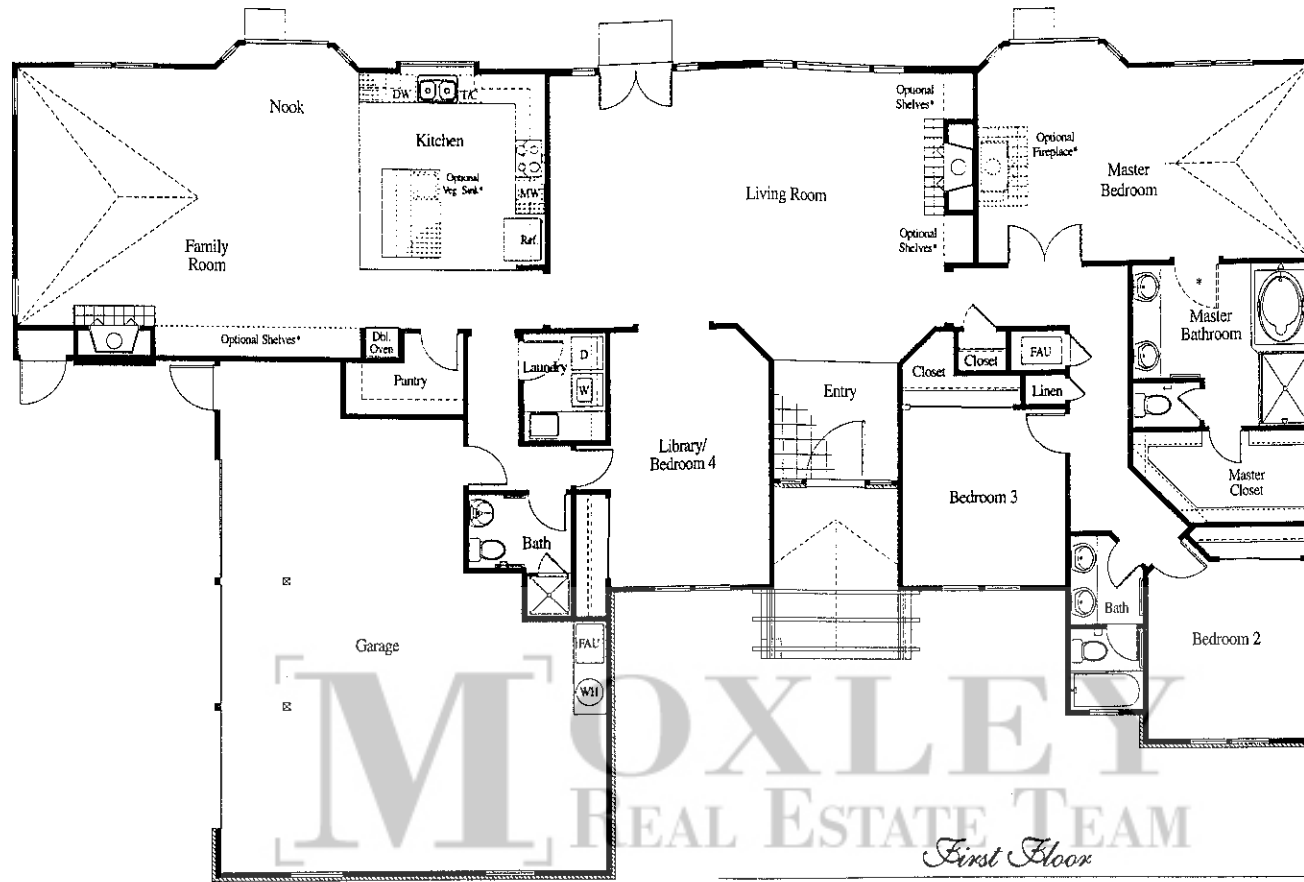 Nook
DW
T/C
Kitchen
Optional
Veg. Sink*
MW
Ref.
Family
Room
Optional Shelves*
Dbl.
Oven
Pantry
Laundry
D
W
Living Room
Optional
Shelves*
Optional
Shelves*
Optional
Fireplace*
Master
Bedroom
*
Master
Bathroom
Closet
Closet
FAU
Linen
Entry
Library/
Bedroom 4
Bedroom 3
Master
Closet
Bath
Bath
Bedroom 2
Garage
FAU
WH
MOXLEY
REAL ESTATE TEAM
First Floor